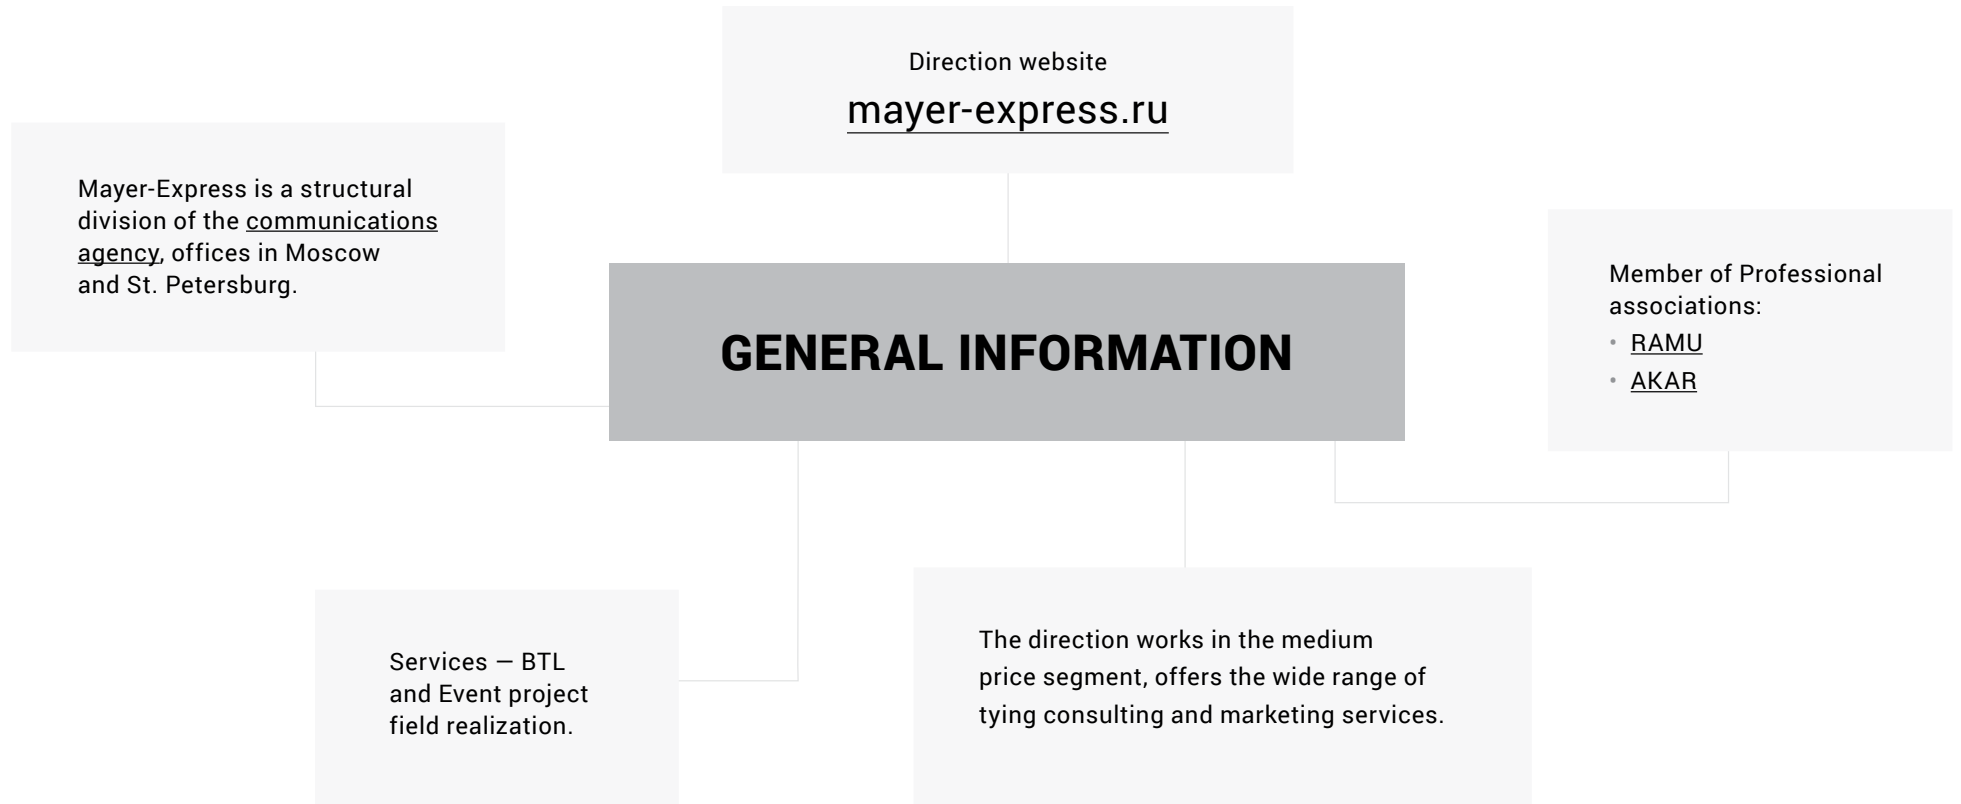 Direction website
mayer-express.ru
Mayer-Express is a structural
division of the communications
agency, offices in Moscow
and St. Petersburg.
GENERAL INFORMATION
Member of Professional
associations:
• RAMU
• AKAR
Services — BTL
and Event project
field realization.
The direction works in the medium
price segment, offers the wide range of
tying consulting and marketing services.